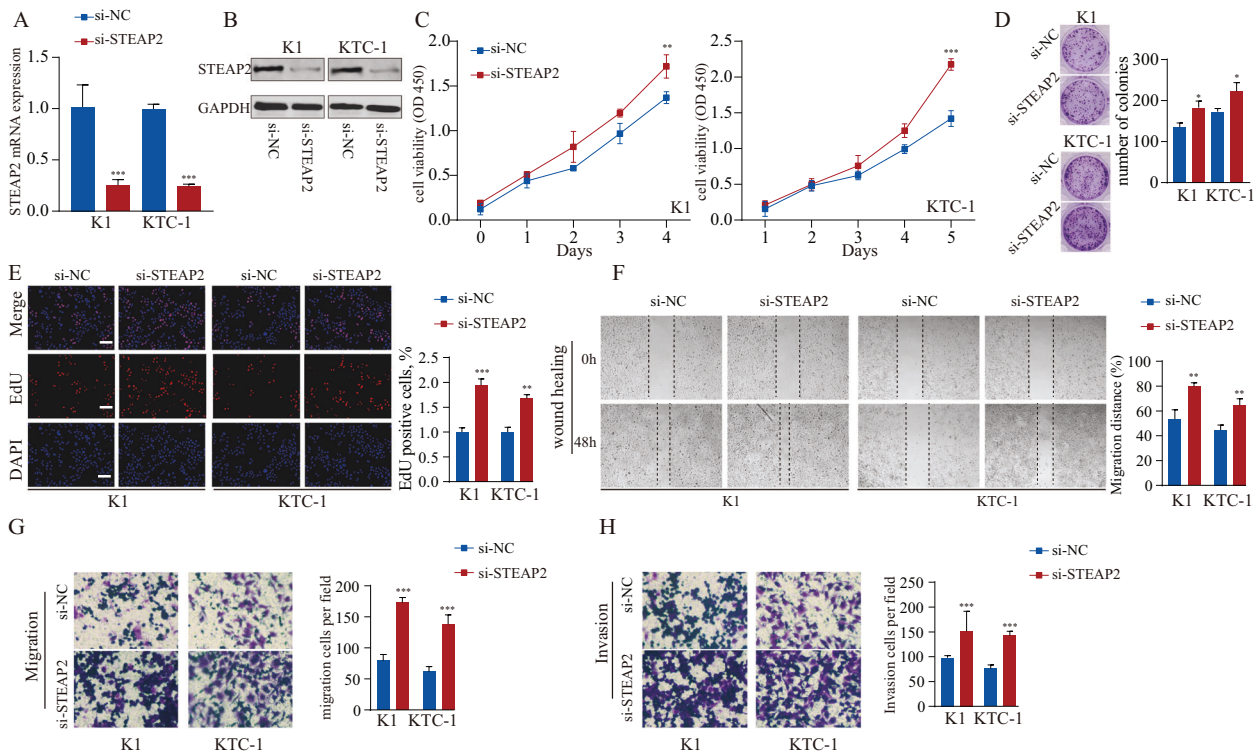 A
si-NC
si-STEAP2
STEAP2 mRNA expression
1.5
1.0
0.5
0.0
***
***
K1
KTC-1
B
K1
KTC-1
STEAP2
GAPDH
si-NC
si-STEAP2
si-NC
si-STEAP2
C
si-NC
si-STEAP2
cell viability (OD 450)
2.0
1.5
1.0
0.5
0.0
**
K1
0
1
2
3
4
Days
cell viability (OD 450)
2.5
2.0
1.5
1.0
0.5
0.0
***
KTC-1
1
2
3
4
5
Days
D
K1
si-NC
si-STEAP2
KTC-1
si-NC
si-STEAP2
number of colonies
300
200
100
0
*
*
K1
KTC-1
E
si-NC
si-STEAP2
si-NC
si-STEAP2
Merge
EdU
DAPI
K1
KTC-1
si-NC
si-STEAP2
EdU positive cells, %
2.5
2.0
1.5
1.0
0.5
0.0
***
**
K1
KTC-1
F
si-NC
si-STEAP2
si-NC
si-STEAP2
wound healing
0h
48h
K1
KTC-1
si-NC
si-STEAP2
Migration distance (%)
100
80
60
40
20
0
**
**
K1
KTC-1
G
Migration
si-NC
si-STEAP2
K1
KTC-1
si-NC
si-STEAP2
migration cells per field
200
150
100
50
0
***
***
K1
KTC-1
H
Invasion
si-NC
si-STEAP2
K1
KTC-1
si-NC
si-STEAP2
Invasion cells per field
250
200
150
100
50
0
***
***
K1
KTC-1